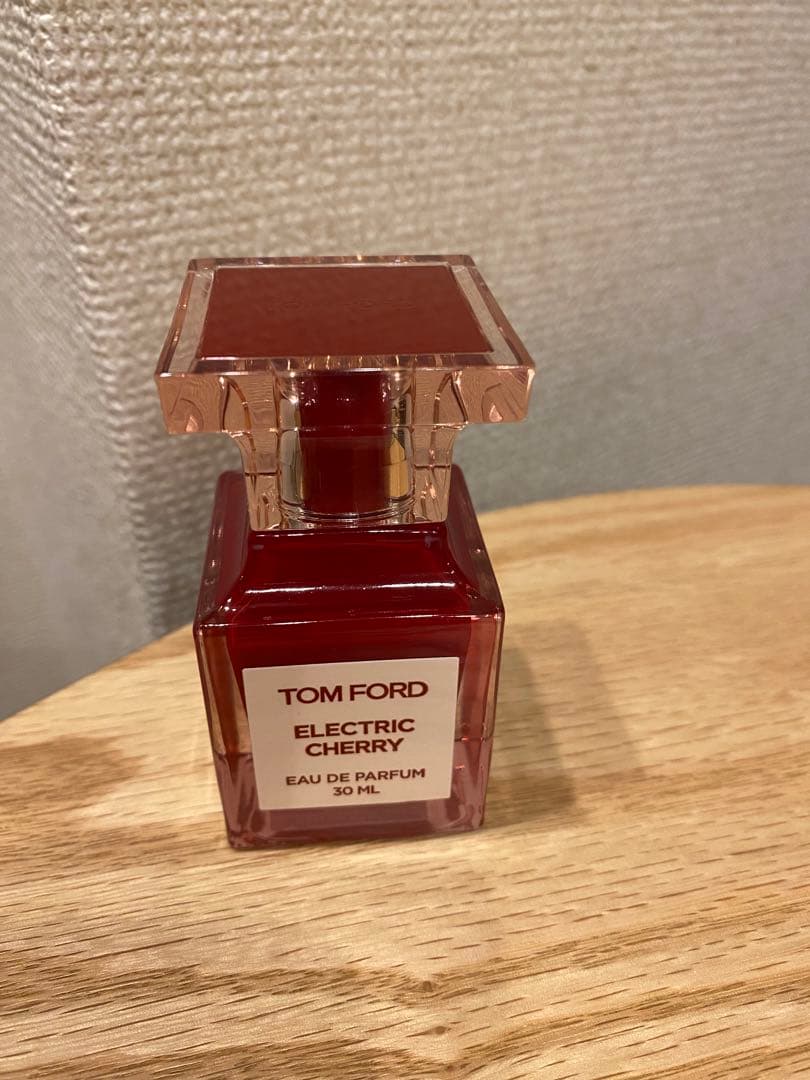 TOM FORD
ELECTRIC
CHERRY
EAU DE PARFUM
30 ML